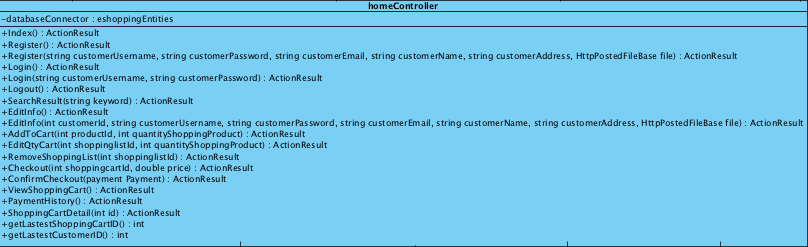 homeController
-databaseConnector : eshoppingEntities
+Index() : ActionResult
+Register() : ActionResult
+Register(string customerUsername, string customerPassword, string customerEmail, string customerName, string customerAddress, HttpPostedFileBase file) : ActionResult
+Login() : ActionResult
+Login(string customerUsername, string customerPassword) : ActionResult
+Logout() : ActionResult
+SearchResult(string keyword) : ActionResult
+EditInfo() : ActionResult
+EditInfo(int customerId, string customerUsername, string customerPassword, string customerEmail, string customerName, string customerAddress, HttpPostedFileBase file) : ActionResult
+AddToCart(int productId, int quantityShoppingProduct) : ActionResult
+EditQtyCart(int shoppinglistId, int quantityShoppingProduct) : ActionResult
+RemoveShoppingList(int shoppinglistId) : ActionResult
+Checkout(int shoppingcartId, double price) : ActionResult
+ConfirmCheckout(payment Payment) : ActionResult
+ViewShoppingCart() : ActionResult
+PaymentHistory() : ActionResult
+ShoppingCartDetail(int id) : ActionResult
+getLastestShoppingCartID() : int
+getLastestCustomerID() : int